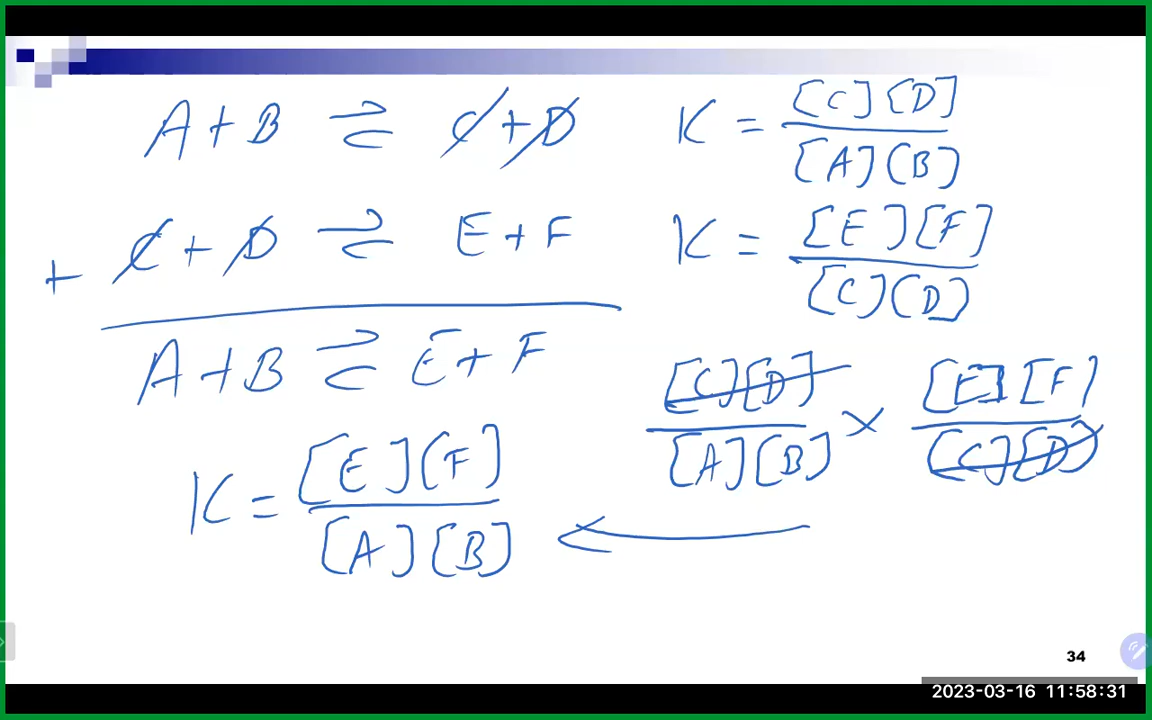 A + B ⇌ C + D K = [C][D] / [A][B]
+ C + D ⇌ E + F K = [E][F] / [C][D]
A + B ⇌ E + F
[C][D] / [A][B] × [E][F] / [C][D]
K = [E][F] / [A][B] ←
34
2023-03-16 11:58:31